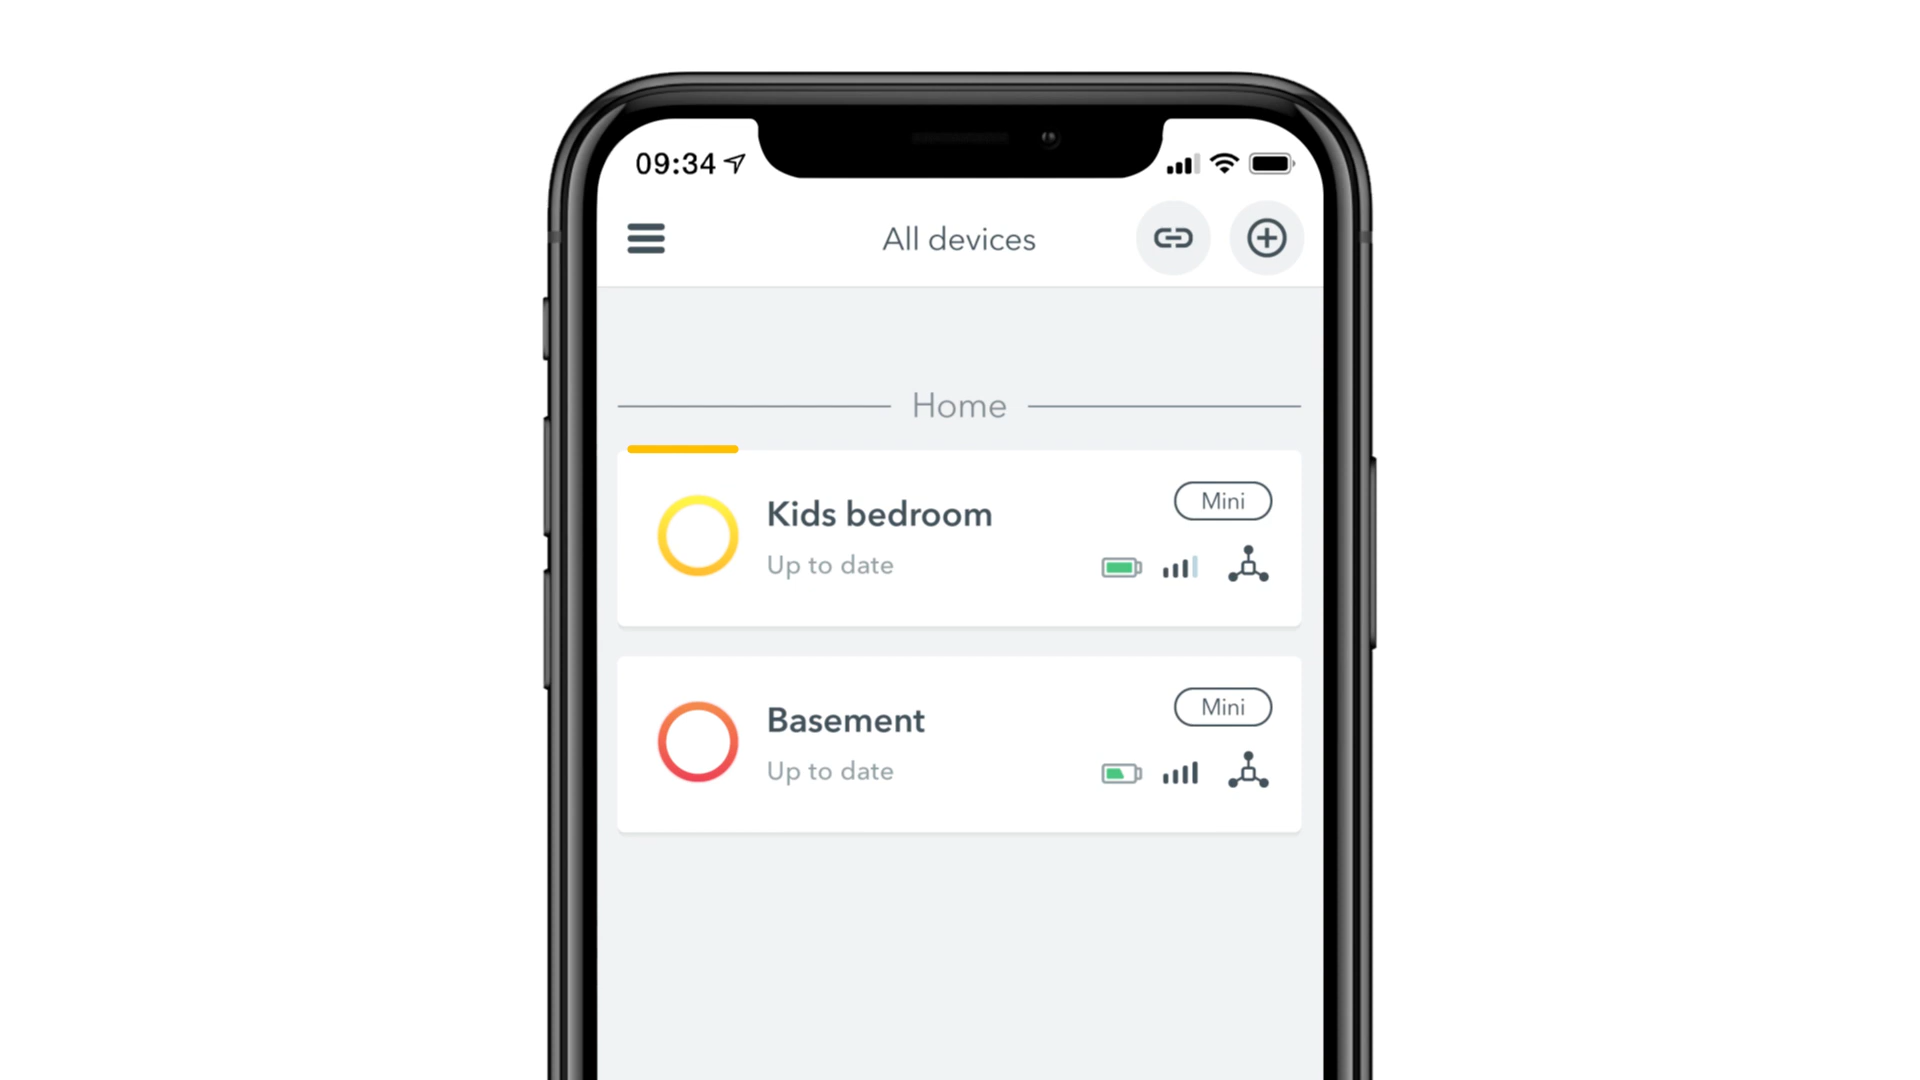 09:34
All devices
Home
Kids bedroom
Mini
Up to date
Basement
Mini
Up to date